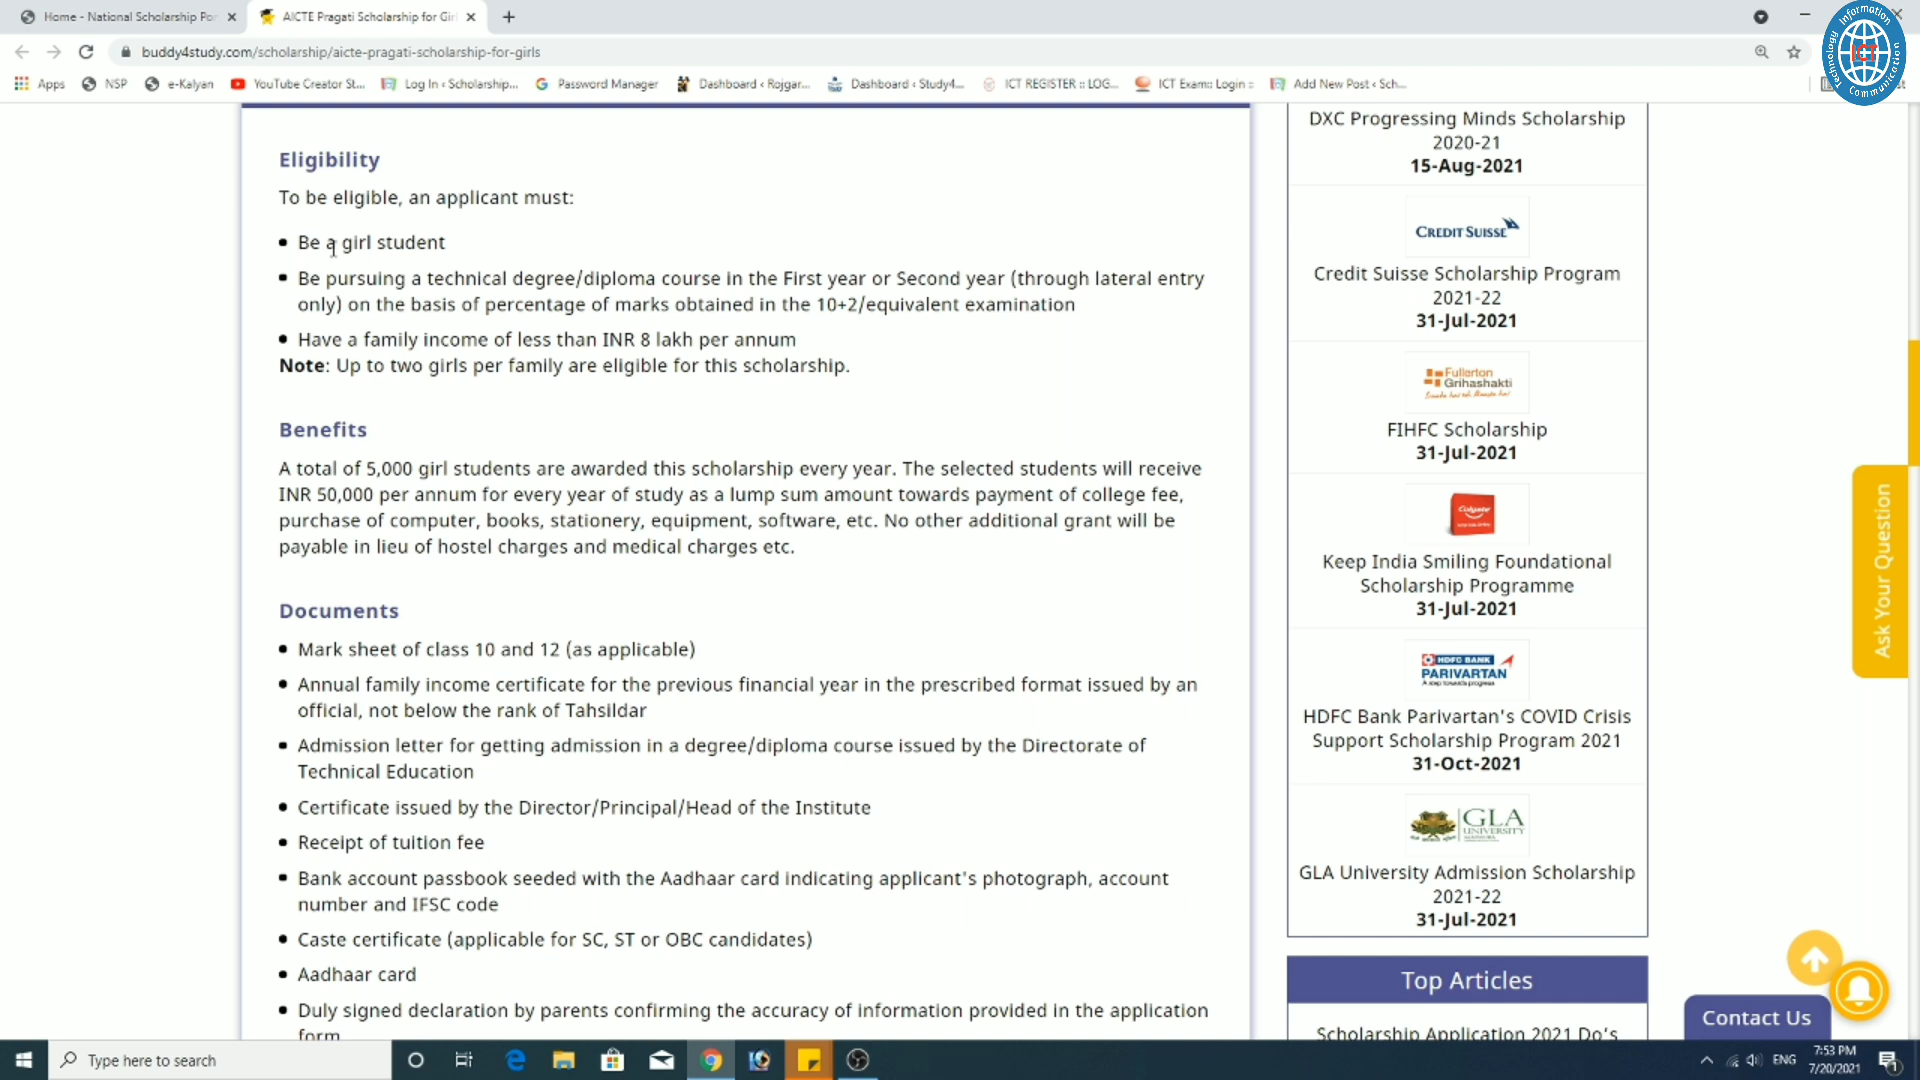 Home - National Scholarship Por
AICTE Pragati Scholarship for Girl
buddy4study.com/scholarship/aicte-pragati-scholarship-for-girls
Apps
NSP
e-Kalyan
YouTube Creator St...
Log In ‹ Scholarship...
Password Manager
Dashboard ‹ Rojgar...
Dashboard ‹ Study4...
ICT REGISTER :: LOG...
ICT Exam:: Login ::
Add New Post ‹ Sch...
Information
Communication
Technology
ICT
Eligibility
To be eligible, an applicant must:
Be a girl student
Be pursuing a technical degree/diploma course in the First year or Second year (through lateral entry
only) on the basis of percentage of marks obtained in the 10+2/equivalent examination
Have a family income of less than INR 8 lakh per annum
Note: Up to two girls per family are eligible for this scholarship.
Benefits
A total of 5,000 girl students are awarded this scholarship every year. The selected students will receive
INR 50,000 per annum for every year of study as a lump sum amount towards payment of college fee,
purchase of computer, books, stationery, equipment, software, etc. No other additional grant will be
payable in lieu of hostel charges and medical charges etc.
Documents
Mark sheet of class 10 and 12 (as applicable)
Annual family income certificate for the previous financial year in the prescribed format issued by an
official, not below the rank of Tahsildar
Admission letter for getting admission in a degree/diploma course issued by the Directorate of
Technical Education
Certificate issued by the Director/Principal/Head of the Institute
Receipt of tuition fee
Bank account passbook seeded with the Aadhaar card indicating applicant's photograph, account
number and IFSC code
Caste certificate (applicable for SC, ST or OBC candidates)
Aadhaar card
Duly signed declaration by parents confirming the accuracy of information provided in the application
form
DXC Progressing Minds Scholarship
2020-21
15-Aug-2021
CREDIT SUISSE
Credit Suisse Scholarship Program
2021-22
31-Jul-2021
Fullerton
Grihashakti
FIHFC Scholarship
31-Jul-2021
Colgate
Keep India Smiling Foundational
Scholarship Programme
31-Jul-2021
HDFC BANK
PARIVARTAN
A step towards progress
HDFC Bank Parivartan's COVID Crisis
Support Scholarship Program 2021
31-Oct-2021
GLA
UNIVERSITY
GLA University Admission Scholarship
2021-22
31-Jul-2021
Top Articles
Scholarship Application 2021 Do's
Ask Your Question
Contact Us
Type here to search
ENG
7:53 PM
7/20/2021
1